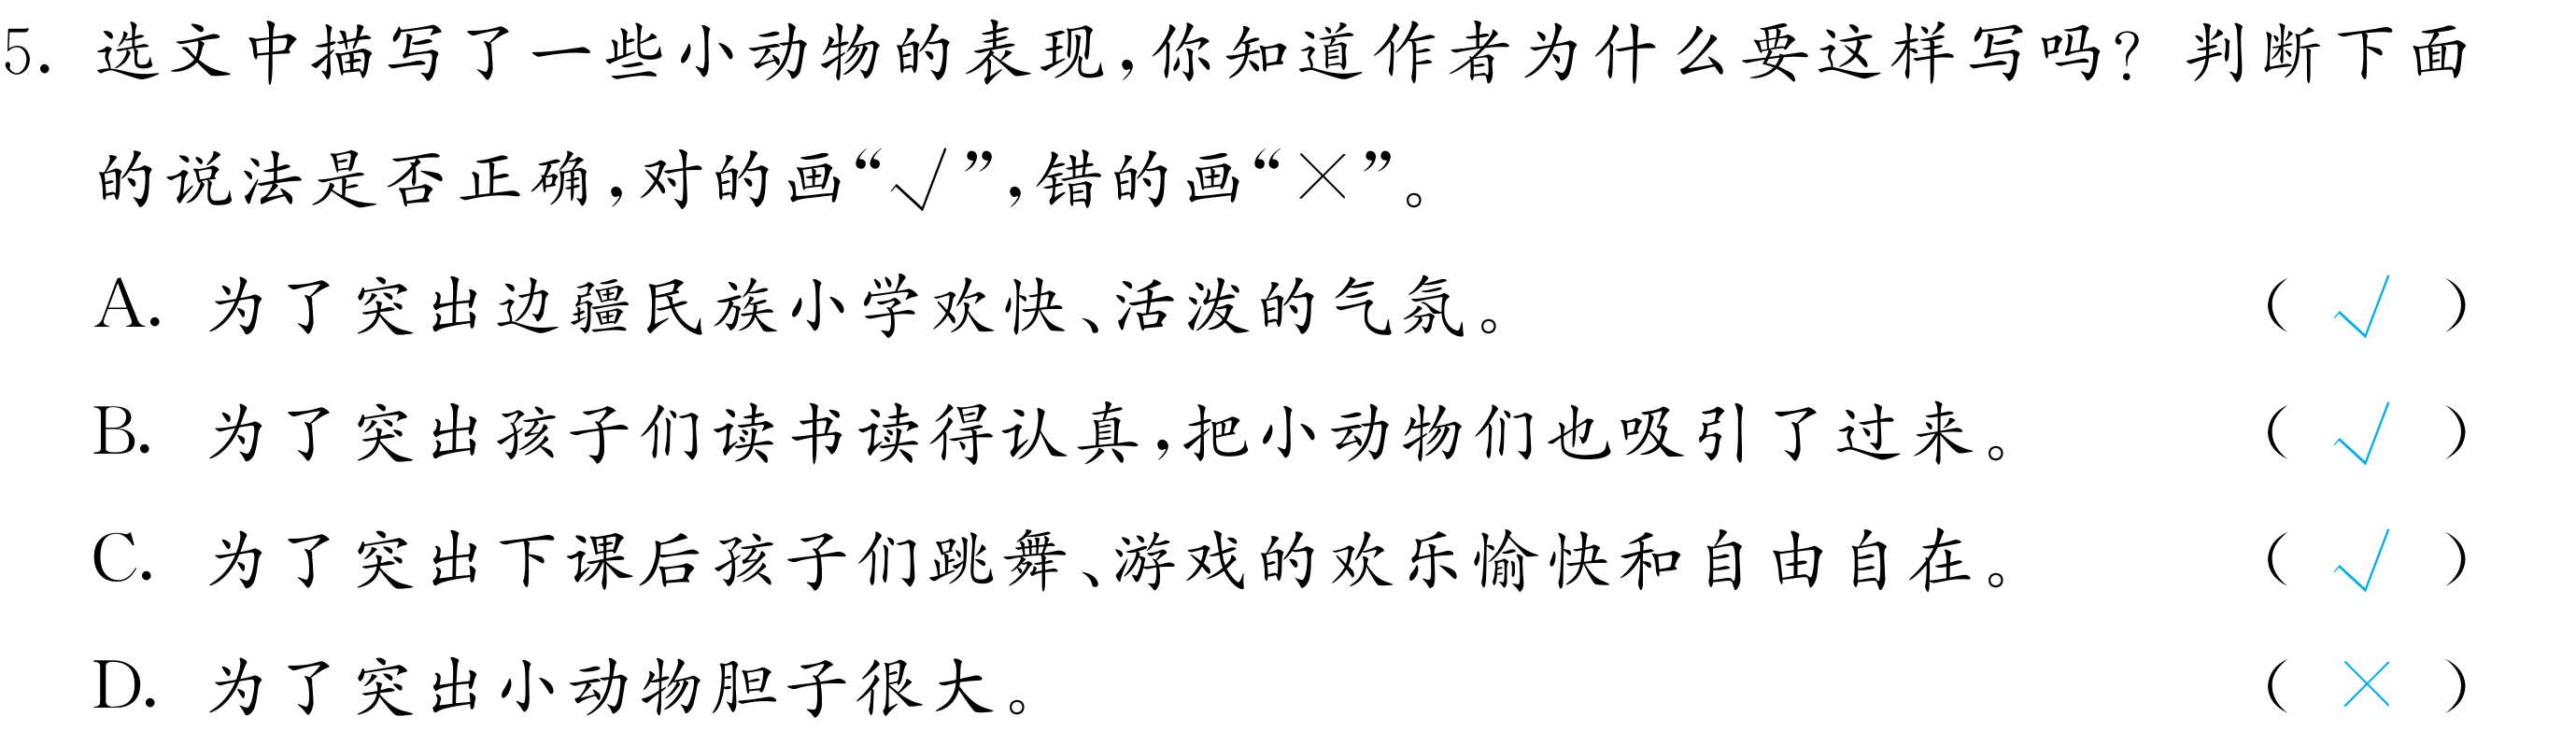 5. 选文中描写了一些小动物的表现,你知道作者为什么要这样写吗? 判断下面
的说法是否正确,对的画“√”,错的画“×”。
A. 为了突出边疆民族小学欢快、活泼的气氛。 ( √ )
B. 为了突出孩子们读书读得认真,把小动物们也吸引了过来。 ( √ )
C. 为了突出下课后孩子们跳舞、游戏的欢乐愉快和自由自在。 ( √ )
D. 为了突出小动物胆子很大。 ( × )